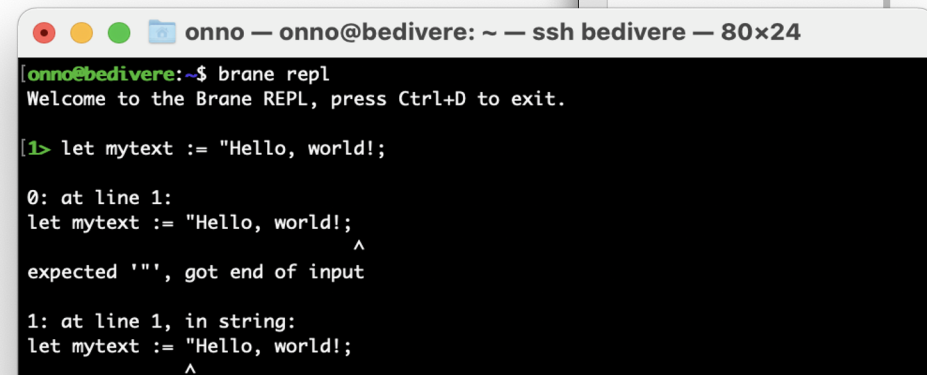 onno — onno@bedivere: ~ — ssh bedivere — 80×24
[onno@bedivere:~$ brane repl
Welcome to the Brane REPL, press Ctrl+D to exit.
[1> let mytext := "Hello, world!;
0: at line 1:
let mytext := "Hello, world!;
^
expected '"', got end of input
1: at line 1, in string:
let mytext := "Hello, world!;
^